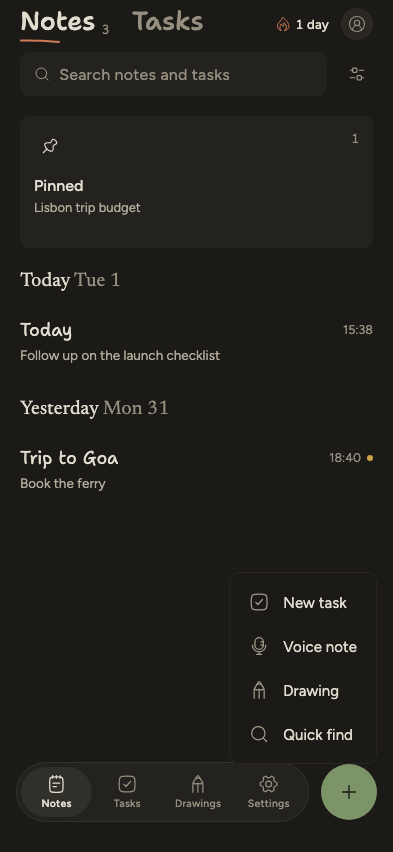 Notes 3 Tasks 1 day
Search notes and tasks
1
Pinned
Lisbon trip budget
Today Tue 1
Today 15:38
Follow up on the launch checklist
Yesterday Mon 31
Trip to Goa 18:40
Book the ferry
New task
Voice note
Drawing
Quick find
Notes Tasks Drawings Settings